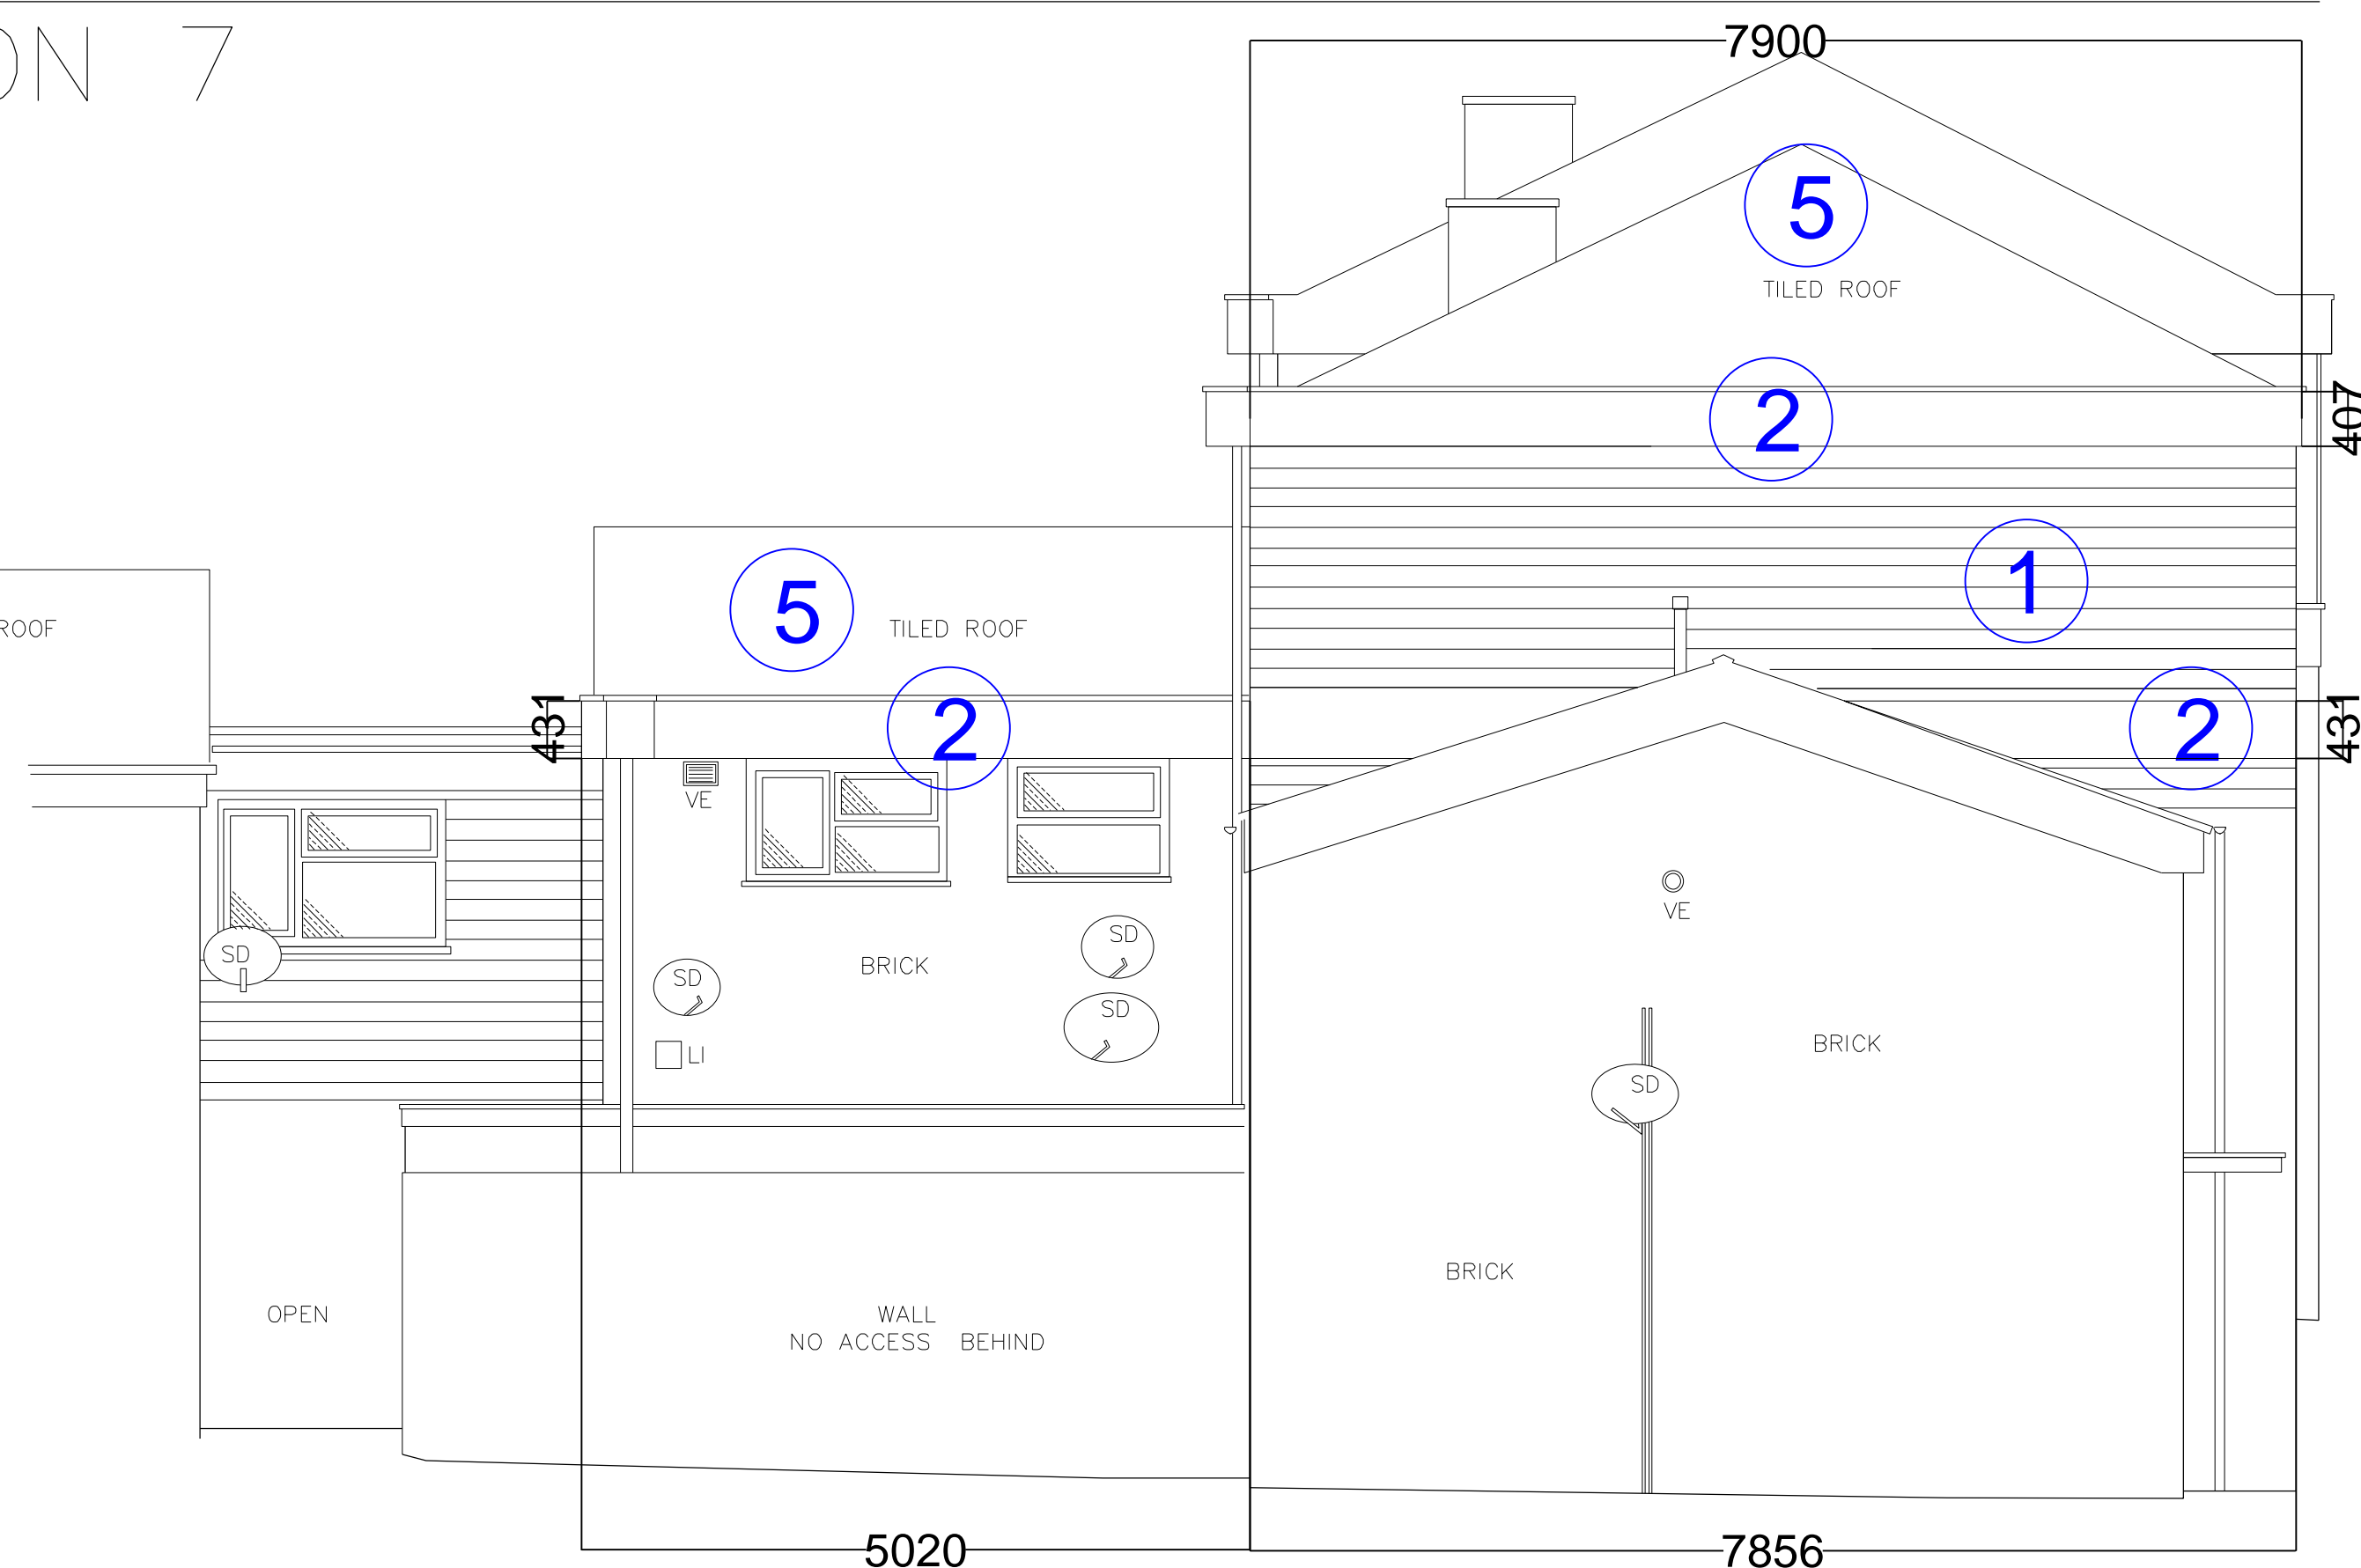 ON 7
7900
5
TILED ROOF
2
407
1
5
TILED ROOF
ROOF
431
2
2
431
VE
SD
SD
BRICK
SD
SD
LI
VE
BRICK
SD
BRICK
OPEN
WALL
NO ACCESS BEHIND
5020
7856